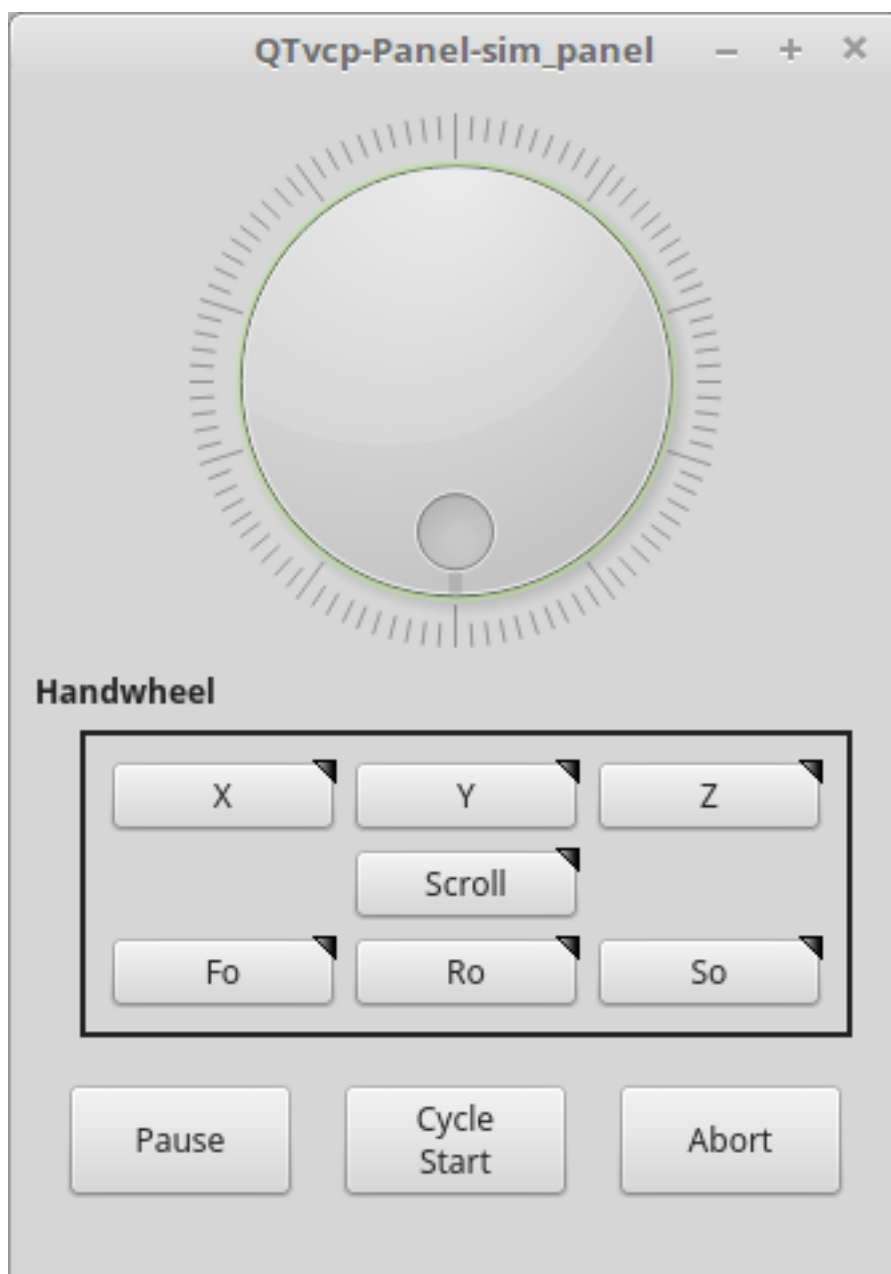 QTvcp-Panel-sim_panel
Handwheel
X Y Z
Scroll
Fo Ro So
Pause
Cycle
Start
Abort